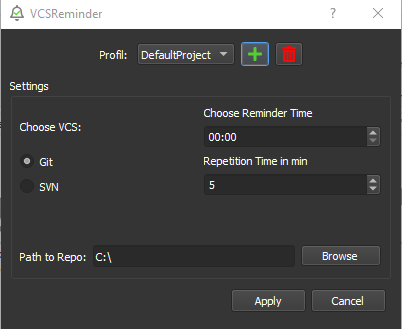 VCSReminder
Profil: DefaultProject
Settings
Choose VCS:
Git
SVN
Choose Reminder Time
00:00
Repetition Time in min
5
Path to Repo: C:\ Browse
Apply Cancel